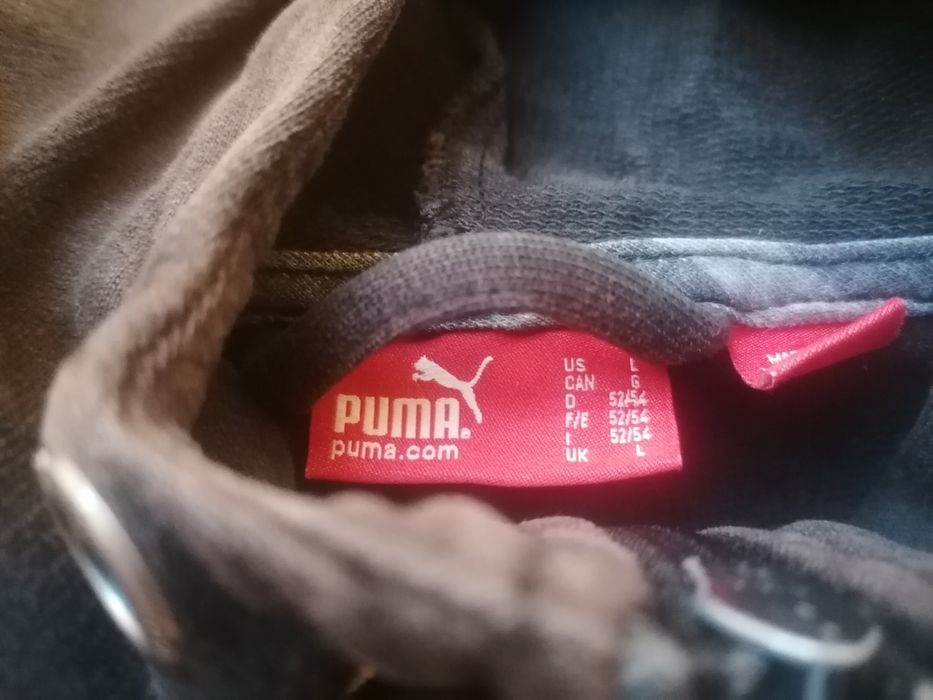 PUMA®
puma.com
US L
CAN G
D 52/54
F/E 52/54
I 52/54
UK L